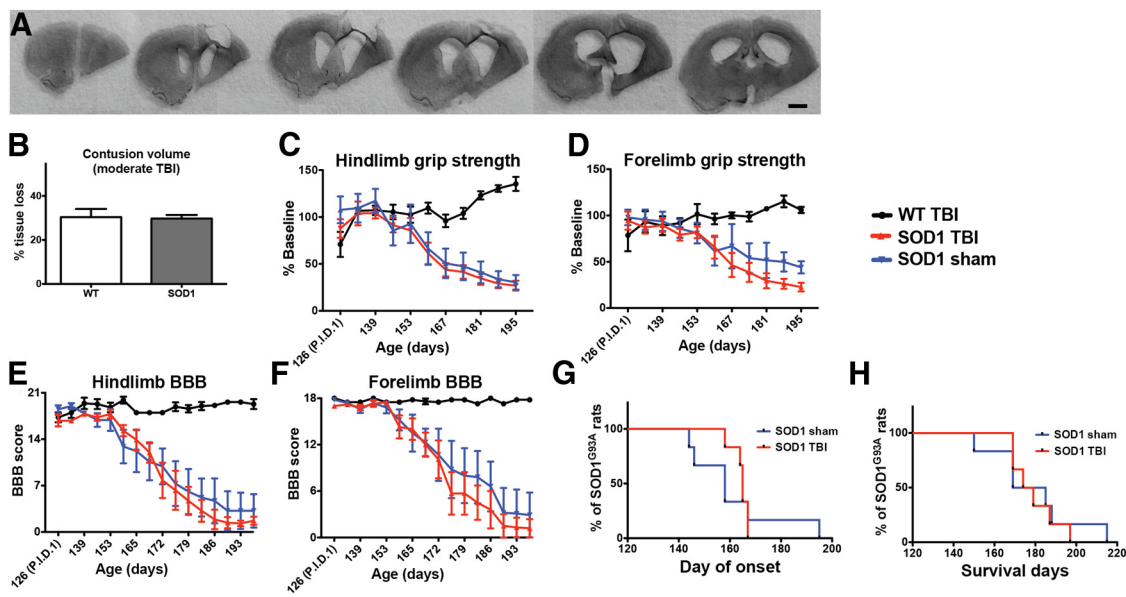 A
B
Contusion volume
(moderate TBI)
% tissue loss
40
20
0
WT
SOD1
C
Hindlimb grip strength
% Baseline
150
100
50
0
126 (P.I.D.1)
139
153
167
181
195
Age (days)
D
Forelimb grip strength
% Baseline
150
100
50
0
126 (P.I.D.1)
139
153
167
181
195
Age (days)
WT TBI
SOD1 TBI
SOD1 sham
E
Hindlimb BBB
BBB score
21
14
7
0
126 (P.I.D.1)
139
153
165
172
179
186
193
Age (days)
F
Forelimb BBB
BBB score
18
12
6
0
126 (P.I.D.1)
139
153
165
172
179
186
193
Age (days)
G
% of SOD1G93A rats
100
50
0
120
140
160
180
200
Day of onset
SOD1 sham
SOD1 TBI
H
% of SOD1G93A rats
100
50
0
120
140
160
180
200
220
Survival days
SOD1 sham
SOD1 TBI